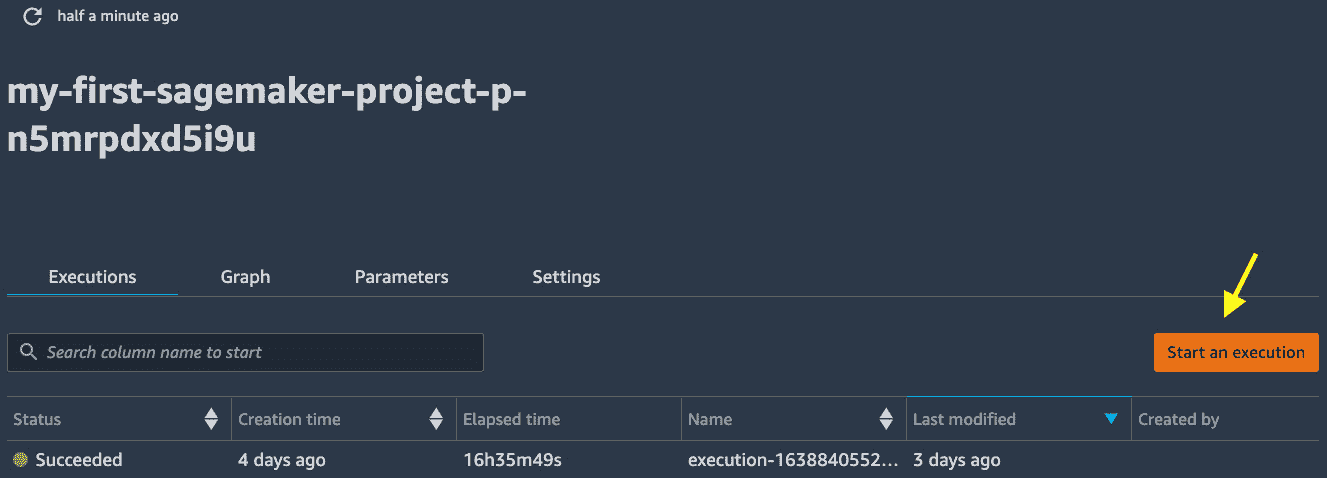 half a minute ago
my-first-sagemaker-project-p-
n5mrpdxd5i9u
Executions Graph Parameters Settings
Search column name to start Start an execution
Status Creation time Elapsed time Name Last modified Created by
Succeeded 4 days ago 16h35m49s execution-1638840552... 3 days ago